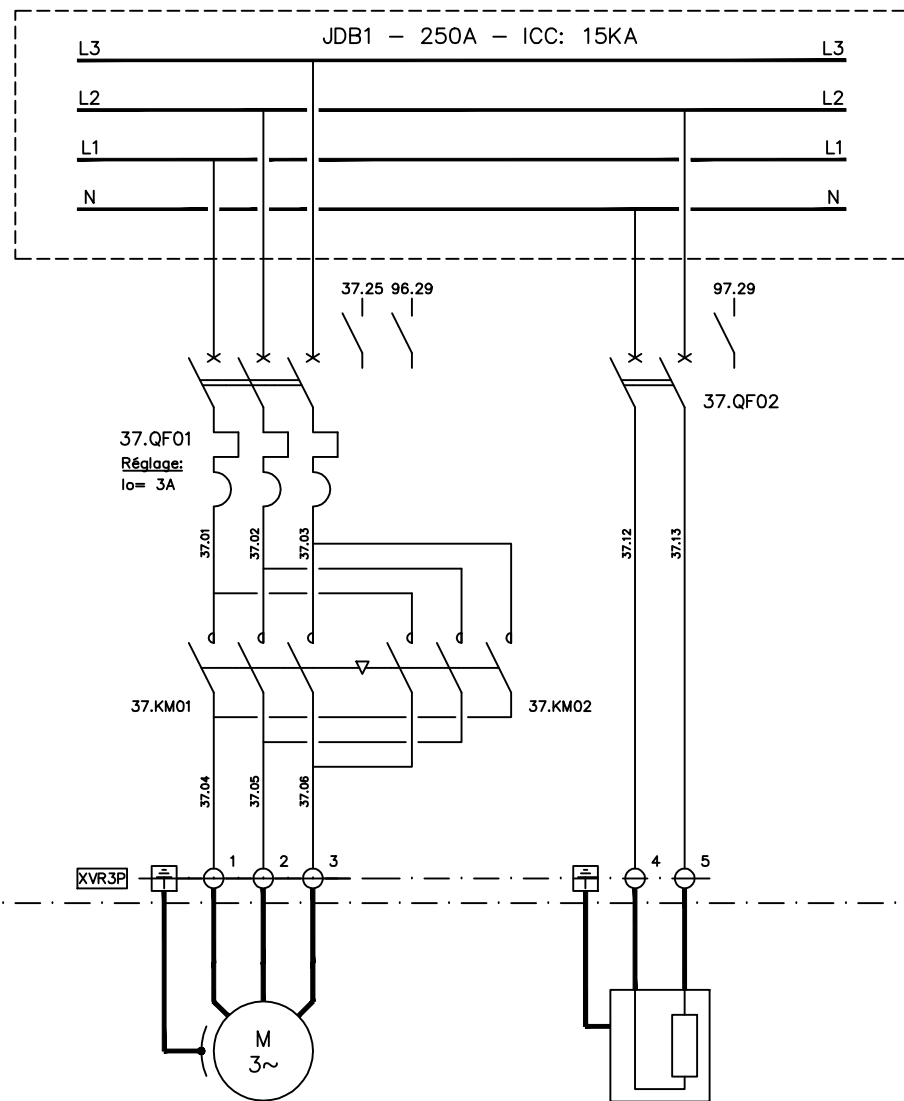 JDB1 – 250A – ICC: 15KA
L3 L3
L2 L2
L1 L1
N N
37.25 96.29 97.29
37.QF02
37.QF01
Réglage:
Io= 3A
37.01 37.02 37.03 37.12 37.13
37.KM01 37.KM02
37.04 37.05 37.06
XVR3P 1 2 3 4 5
M
3~